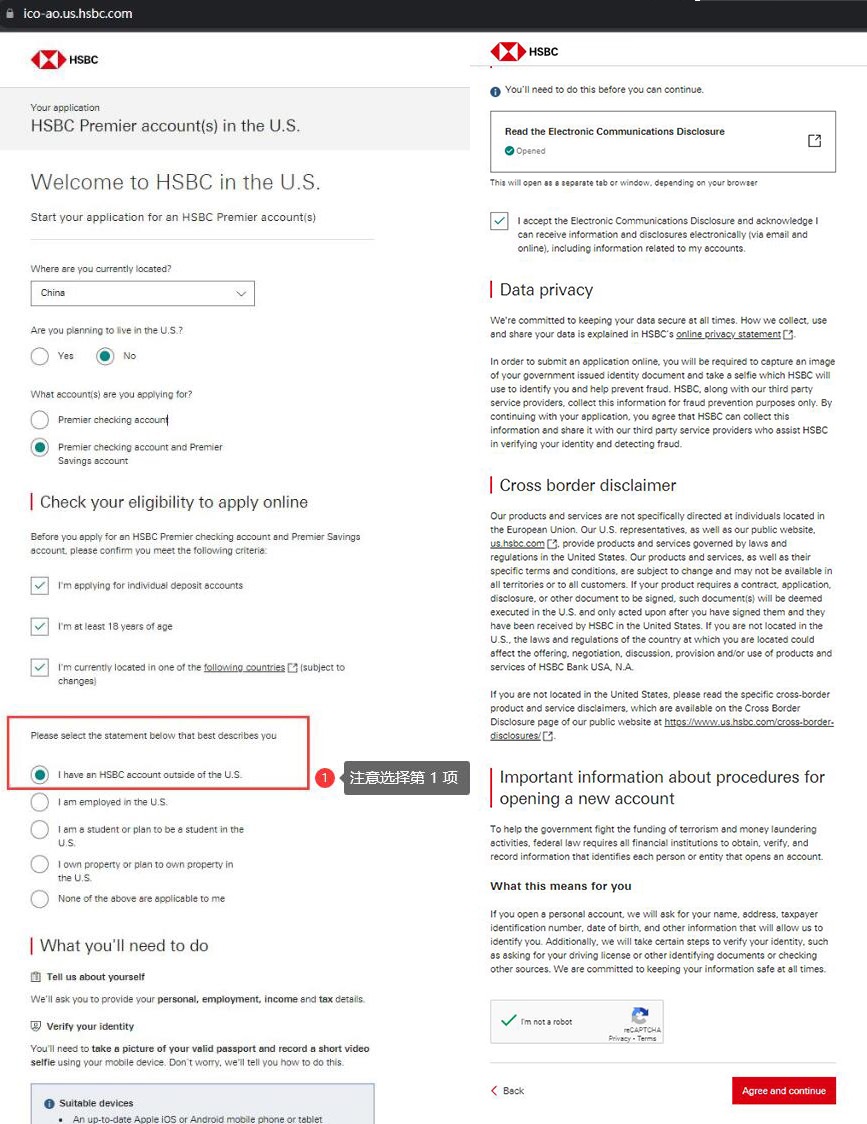 ico-ao.us.hsbc.com
HSBC
Your application
HSBC Premier account(s) in the U.S.
Welcome to HSBC in the U.S.
Start your application for an HSBC Premier account(s)
Where are you currently located?
China
Are you planning to live in the U.S.?
Yes
No
What account(s) are you applying for?
Premier checking account
Premier checking account and Premier
Savings account
Check your eligibility to apply online
Before you apply for an HSBC Premier checking account and Premier Savings
account, please confirm you meet the following criteria:
I'm applying for individual deposit accounts
I'm at least 18 years of age
I'm currently located in one of the following countries (subject to
changes)
Please select the statement below that best describes you
I have an HSBC account outside of the U.S.
1 注意选择第 1 项
I am employed in the U.S.
I am a student or plan to be a student in the
U.S.
I own property or plan to own property in
the U.S.
None of the above are applicable to me
What you'll need to do
Tell us about yourself
We'll ask you to provide your personal, employment, income and tax details.
Verify your identity
You'll need to take a picture of your valid passport and record a short video
selfie using your mobile device. Don't worry, we'll tell you how to do this.
Suitable devices
• An up-to-date Apple iOS or Android mobile phone or tablet
HSBC
You'll need to do this before you can continue.
Read the Electronic Communications Disclosure
Opened
This will open as a separate tab or window, depending on your browser
I accept the Electronic Communications Disclosure and acknowledge I
can receive information and disclosures electronically (via email and
online), including information related to my accounts.
Data privacy
We're committed to keeping your data secure at all times. How we collect, use
and share your data is explained in HSBC's online privacy statement.
In order to submit an application online, you will be required to capture an image
of your government issued identity document and take a selfie which HSBC will
use to identify you and help prevent fraud. HSBC, along with our third party
service providers, collect this information for fraud prevention purposes only. By
continuing with your application, you agree that HSBC can collect this
information and share it with our third party service providers who assist HSBC
in verifying your identity and detecting fraud.
Cross border disclaimer
Our products and services are not specifically directed at individuals located in
the European Union. Our U.S. representatives, as well as our public website,
us.hsbc.com, provide products and services governed by laws and
regulations in the United States. Our products and services, as well as their
specific terms and conditions, are subject to change and may not be available in
all territories or to all customers. If your product requires a contract, application,
disclosure, or other document to be signed, such document(s) will be deemed
executed in the U.S. and only acted upon after you have signed them and they
have been received by HSBC in the United States. If you are not located in the
U.S., the laws and regulations of the country at which you are located could
affect the offering, negotiation, discussion, provision and/or use of products and
services of HSBC Bank USA, N.A.
If you are not located in the United States, please read the specific cross-border
product and service disclaimers, which are available on the Cross Border
Disclosure page of our public website at https://www.us.hsbc.com/cross-border-
disclosures/.
Important information about procedures for
opening a new account
To help the government fight the funding of terrorism and money laundering
activities, federal law requires all financial institutions to obtain, verify, and
record information that identifies each person or entity that opens an account.
What this means for you
If you open a personal account, we will ask for your name, address, taxpayer
identification number, date of birth, and other information that will allow us to
identify you. Additionally, we will take certain steps to verify your identity, such
as asking for your driving license or other identifying documents or checking
other sources. We are committed to keeping your information safe at all times.
I'm not a robot
reCAPTCHA
Privacy - Terms
Back
Agree and continue